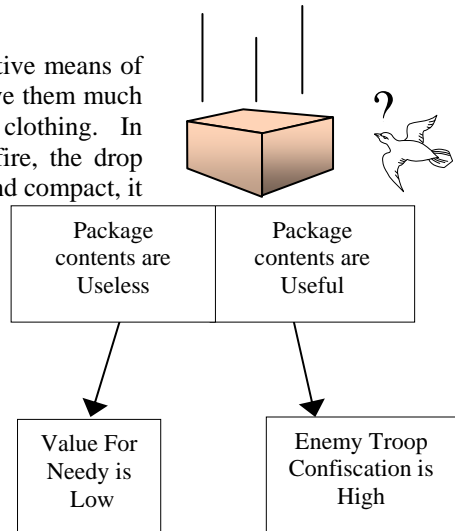 tive means of
ve them much
clothing. In
fire, the drop
nd compact, it
?
Package
contents are
Useless
Package
contents are
Useful
Value For
Needy is
Low
Enemy Troop
Confiscation is
High